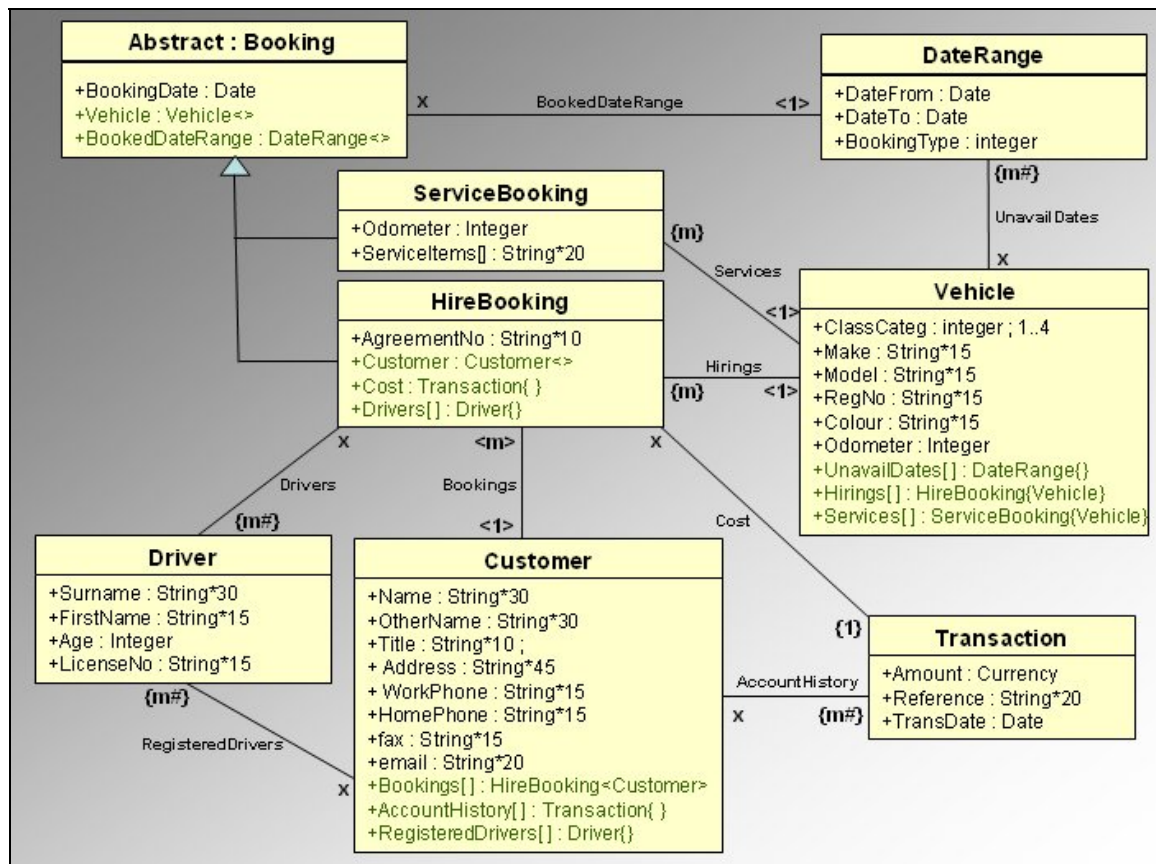 Abstract : Booking
+BookingDate : Date
+Vehicle : Vehicle<>
+BookedDateRange : DateRange<>
X
BookedDateRange
<1>
DateRange
+DateFrom : Date
+DateTo : Date
+BookingType : integer
{m#}
UnavailDates
x
ServiceBooking
+Odometer : Integer
+ServiceItems[] : String*20
{m}
Services
<1>
HireBooking
+AgreementNo : String*10
+Customer : Customer<>
+Cost : Transaction{ }
+Drivers[] : Driver{}
Hirings
{m}
<1>
Vehicle
+ClassCateg : integer ; 1..4
+Make : String*15
+Model : String*15
+RegNo : String*15
+Colour : String*15
+Odometer : Integer
+UnavailDates[] : DateRange{}
+Hirings[] : HireBooking{Vehicle}
+Services[] : ServiceBooking{Vehicle}
x
Drivers
{m#}
<m>
Bookings
<1>
x
Cost
{1}
Driver
+Surname : String*30
+FirstName : String*15
+Age : Integer
+LicenseNo : String*15
{m#}
RegisteredDrivers
x
Customer
+Name : String*30
+OtherName : String*30
+Title : String*10 ;
+ Address : String*45
+ WorkPhone : String*15
+HomePhone : String*15
+fax : String*15
+email : String*20
+Bookings[] : HireBooking<Customer>
+AccountHistory[] : Transaction{ }
+RegisteredDrivers[] : Driver{}
AccountHistory
x
{m#}
Transaction
+Amount : Currency
+Reference : String*20
+TransDate : Date